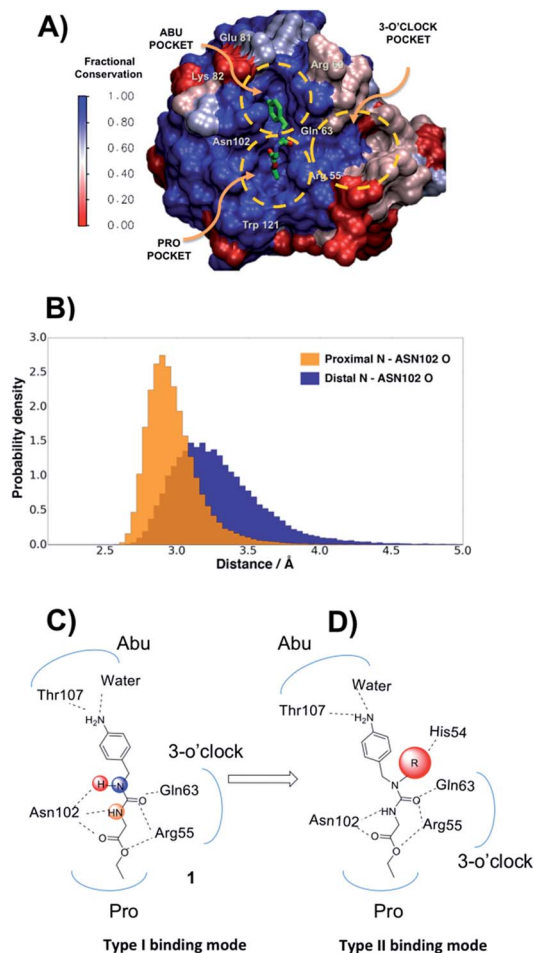 A)
ABU
POCKET
Glu 81
3-O'CLOCK
POCKET
Fractional
Conservation
Lys 82
1.00
0.80
0.60
0.40
0.20
0.00
Asn102
Gln 63
Arg 55
Trp 121
PRO
POCKET
B)
Probability density
3.0
2.5
2.0
1.5
1.0
0.5
0.0
Proximal N - ASN102 O
Distal N - ASN102 O
2.5 3.0 3.5 4.0 4.5 5.0
Distance / Å
C)
Abu
Water
Thr107
H₂N
3-o'clock
H
N
Gln63
Asn102
HN
O
Arg55
O
O
1
Pro
Type I binding mode
D)
Abu
Water
Thr107
H₂N
His54
R
N
Gln63
O
Asn102
HN
Arg55
O
O
3-o'clock
Pro
Type II binding mode